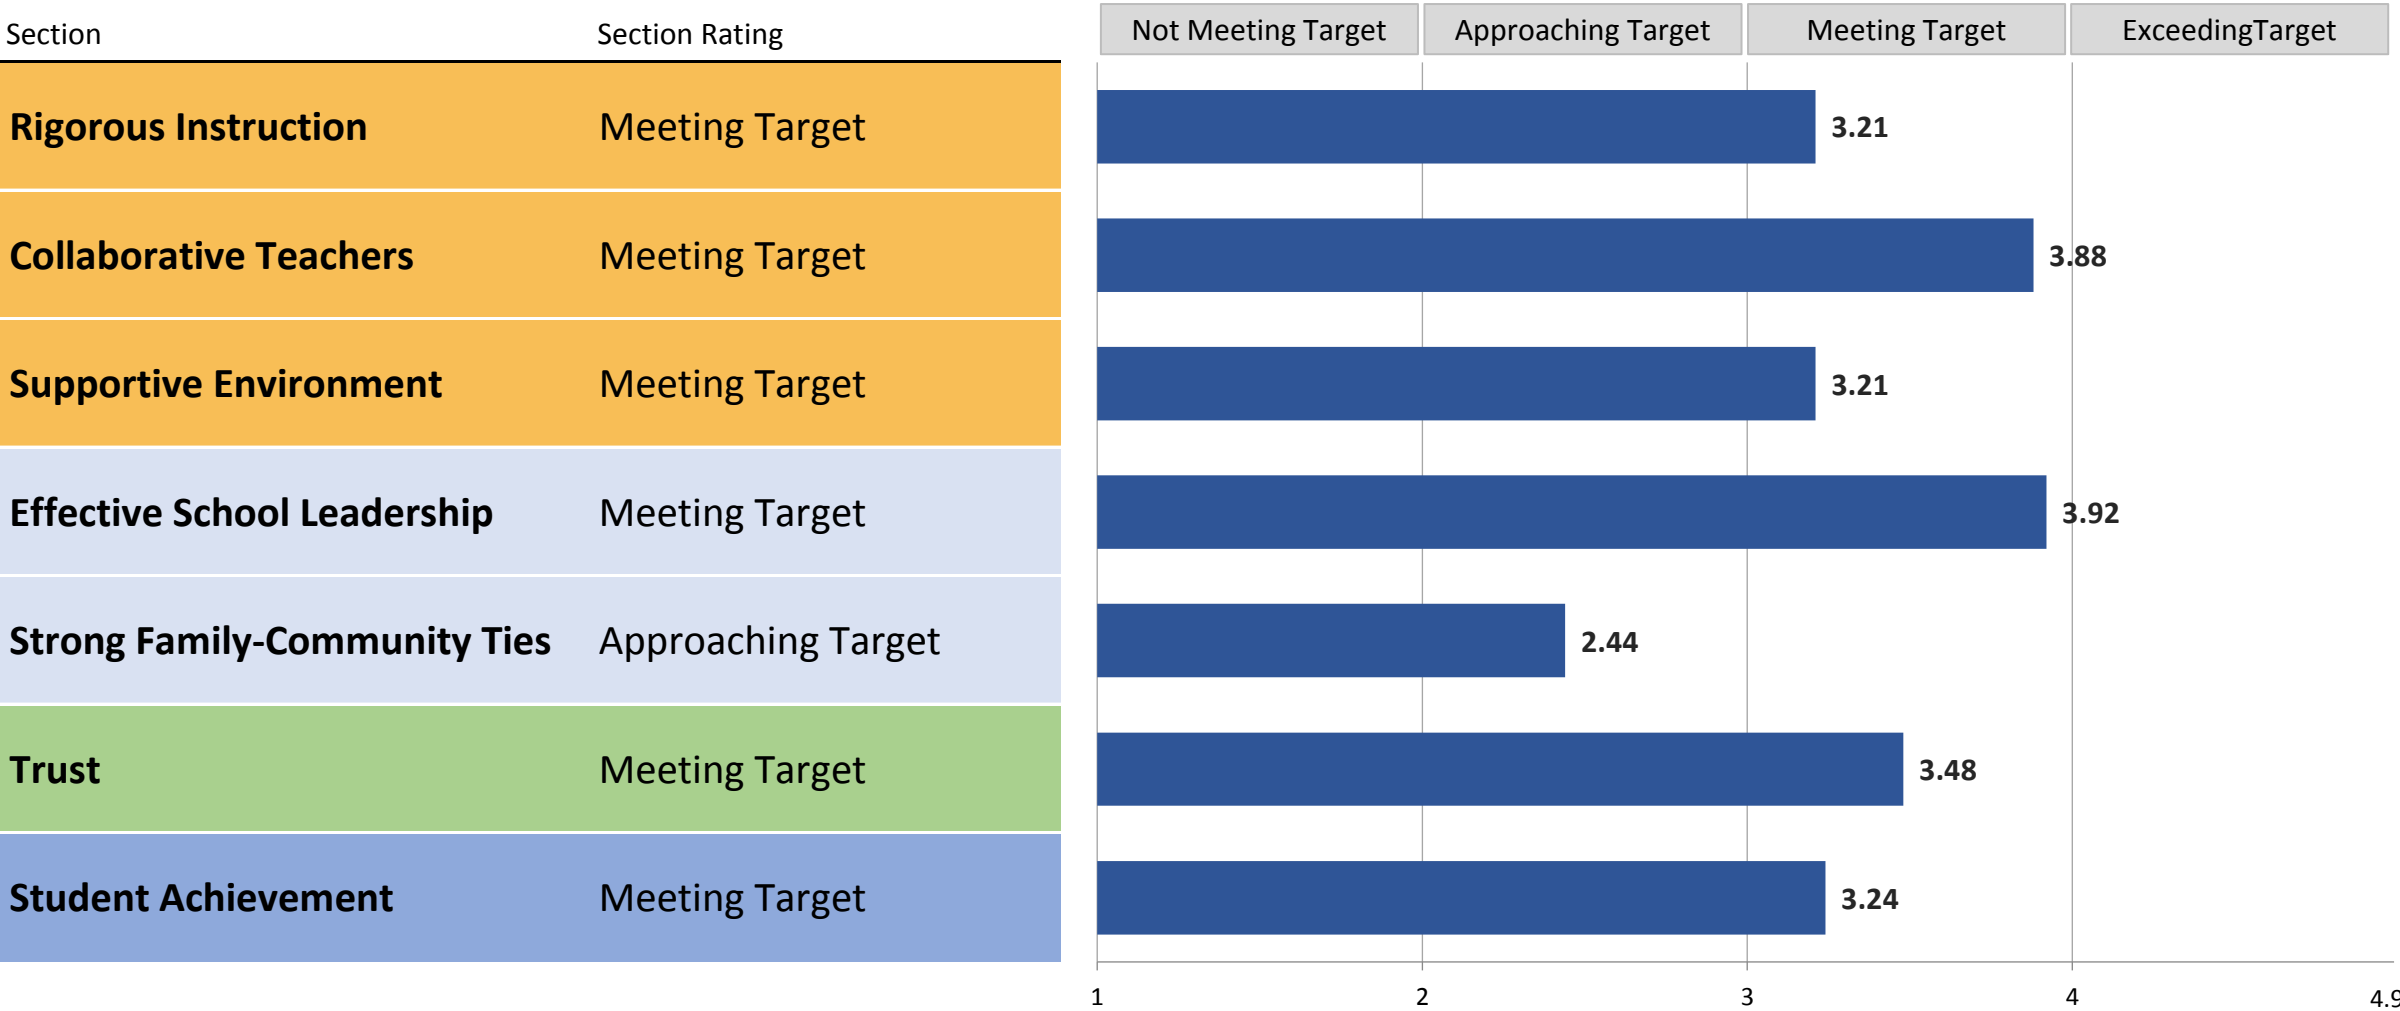 Section Section Rating Not Meeting Target Approaching Target Meeting Target ExceedingTarget
Rigorous Instruction Meeting Target 3.21
Collaborative Teachers Meeting Target 3.88
Supportive Environment Meeting Target 3.21
Effective School Leadership Meeting Target 3.92
Strong Family-Community Ties Approaching Target 2.44
Trust Meeting Target 3.48
Student Achievement Meeting Target 3.24
1 2 3 4 4.9